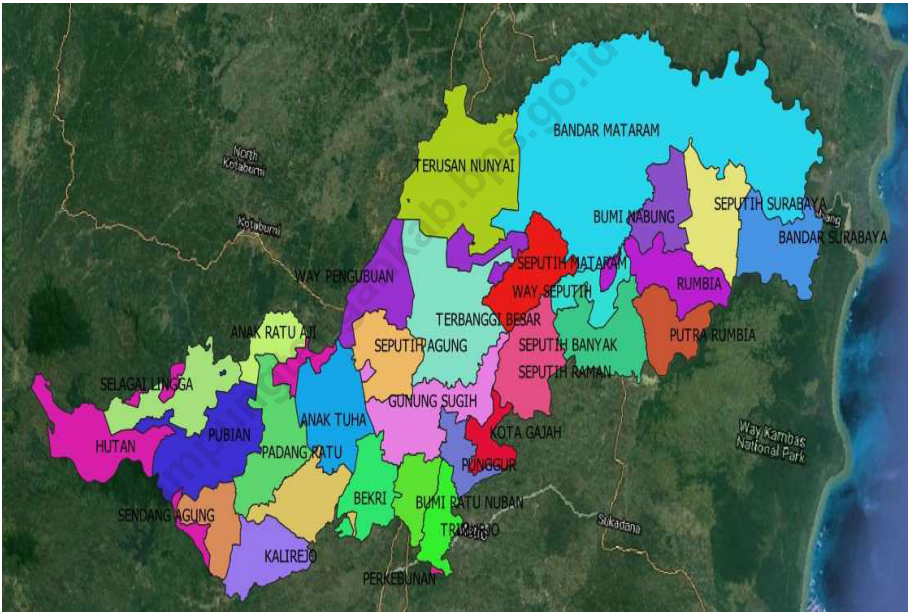 BANDAR MATARAM
TERUSAN NUNYAI
North
Kotabumi
Kotabumi
SEPUTIH SURABAYA
BUMI NABUNG
BANDAR SURABAYA
SEPUTIH MATARAM
WAY PENGUBUAN
RUMBIA
WAY SEPUTIH
TERBANGGI BESAR
ANAK RATU AJI
PUTRA RUMBIA
SEPUTIH AGUNG
SEPUTIH BANYAK
SEPUTIH RAMAN
SELAGAI LINGGA
GUNUNG SUGIH
ANAK TUHA
KOTA GAJAH
Way Kambas
National Park
PUBIAN
HUTAN
PADANG RATU
PUNGGUR
BEKRI
BUMI RATU NUBAN
SENDANG AGUNG
Sukadana
KALIREJO
PERKEBUNAN